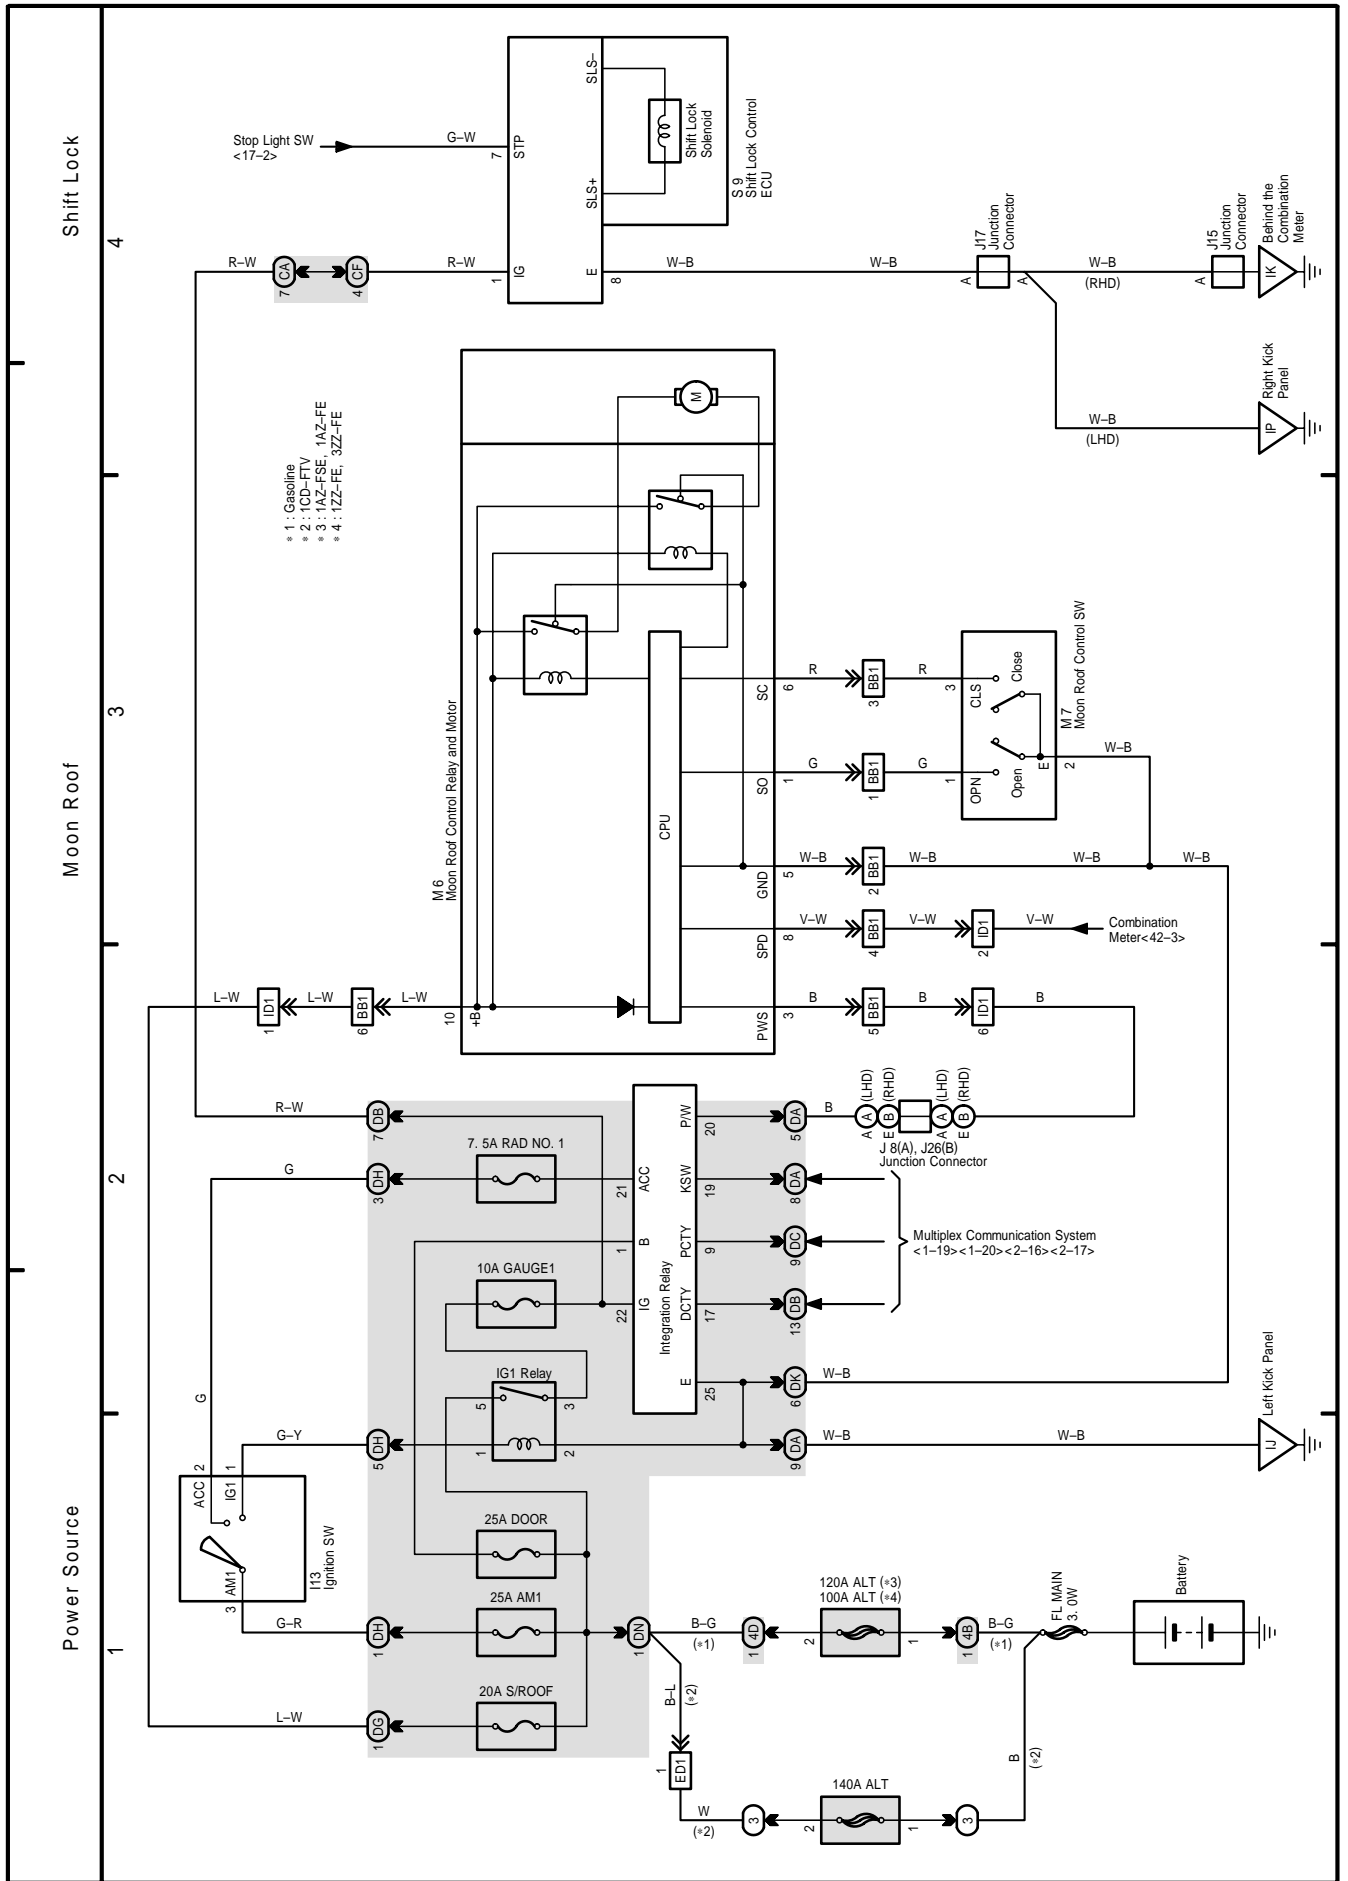 Power Source
Moon Roof
Shift Lock
1
2
3
4
Stop Light SW
<17–2>
G–W
7
STP
SLS–
SLS+
Shift Lock
Solenoid
S 9
Shift Lock Control
ECU
R–W
7
CA
4
CF
R–W
1
IG
E
8
W–B
W–B
A
J17
Junction
Connector
A
W–B
(RHD)
A
J15
Junction
Connector
IK
Behind the
Combination
Meter
W–B
(LHD)
IP
Right Kick
Panel
* 1 : Gasoline
* 2 : 1CD–FTV
* 3 : 1AZ–FSE, 1AZ–FE
* 4 : 1ZZ–FE, 3ZZ–FE
M
M 6
Moon Roof Control Relay and Motor
CPU
SC
6
R
3
BB1
R
3
CLS
Close
SO
1
G
1
BB1
G
1
OPN
Open
E
2
M 7
Moon Roof Control SW
W–B
GND
5
W–B
2
BB1
W–B
W–B
W–B
SPD
8
V–W
4
BB1
V–W
2
ID1
V–W
Combination
Meter<42–3>
L–W
1
ID1
L–W
6
BB1
L–W
10
+B
PWS
3
B
5
BB1
B
6
ID1
B
R–W
7
DB
P/W
20
5
DA
B
A
A
(LHD)
E
B
(RHD)
A
A
(LHD)
E
B
(RHD)
J 8(A), J26(B)
Junction Connector
G
3
DH
7. 5A RAD NO. 1
21
ACC
KSW
19
8
DA
1
B
PCTY
9
9
DC
Multiplex Communication System
<1–19><1–20><2–16><2–17>
10A GAUGE1
22
IG
Integration Relay
DCTY
17
13
DB
IG1 Relay
5
3
1
2
E
25
6
DK
W–B
G
G–Y
5
DH
9
DA
W–B
W–B
IJ
Left Kick Panel
ACC
2
IG1
1
AM1
3
I13
Ignition SW
25A DOOR
G–R
1
DH
25A AM1
1
DN
B–G
(*1)
1
4D
120A ALT (*3)
100A ALT (*4)
2
1
1
4B
B–G
(*1)
FL MAIN
3. 0W
Battery
L–W
1
DG
20A S/ROOF
B–L
(*2)
1
ED1
W
(*2)
3
140A ALT
2
1
3
B
(*2)